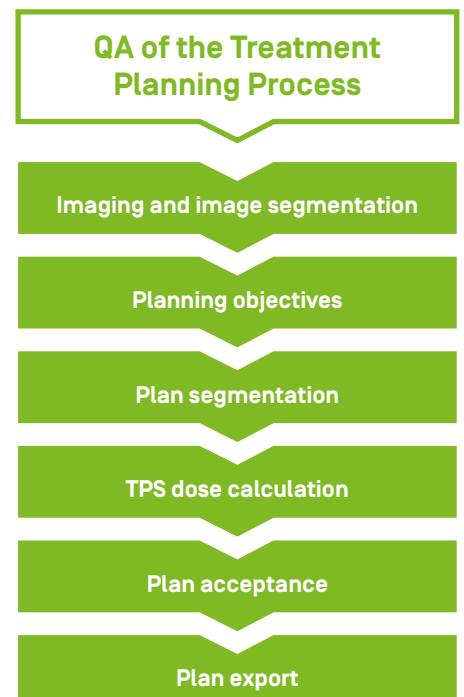 QA of the Treatment
Planning Process
Imaging and image segmentation
Planning objectives
Plan segmentation
TPS dose calculation
Plan acceptance
Plan export